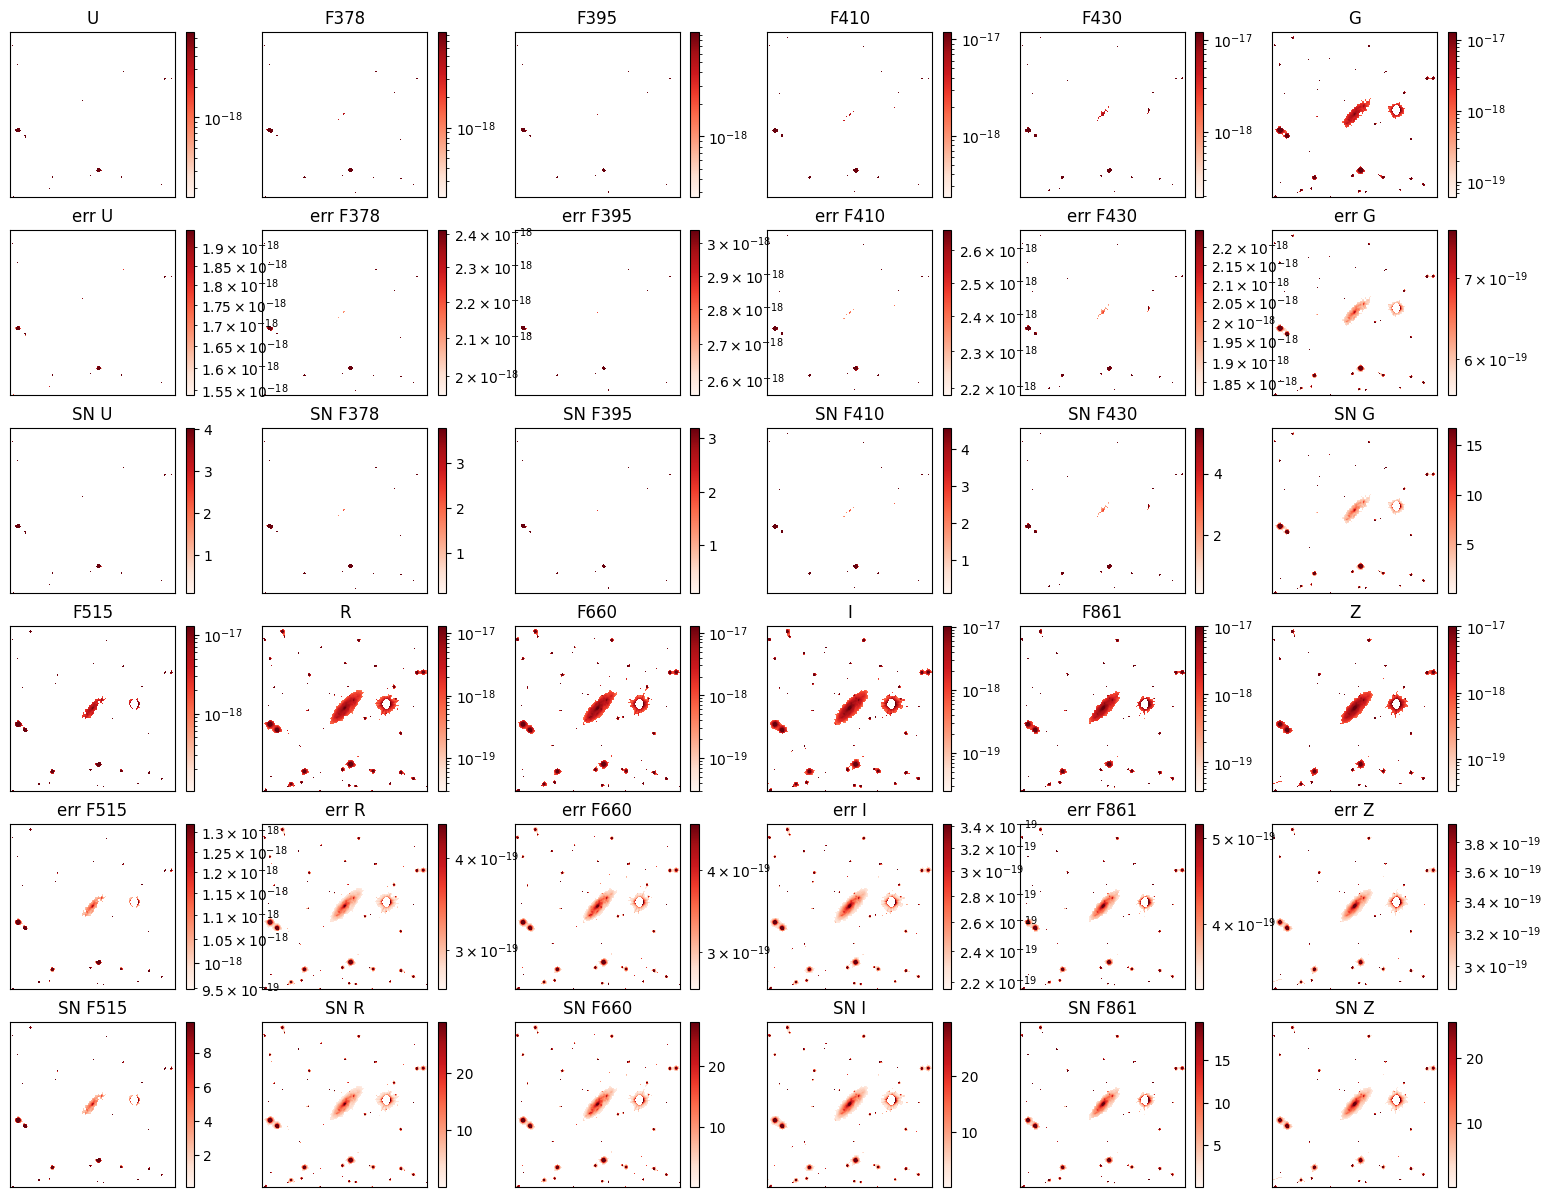 U F378 F395 F410 F430 G
10⁻¹⁸ 10⁻¹⁸ 10⁻¹⁸ 10⁻¹⁷ 10⁻¹⁸ 10⁻¹⁷ 10⁻¹⁸ 10⁻¹⁷ 10⁻¹⁸ 10⁻¹⁹
err U err F378 err F395 err F410 err F430 err G
1.9 × 10⁻¹⁸ 1.85 × 10⁻¹⁸ 1.8 × 10⁻¹⁸ 1.75 × 10⁻¹⁸ 1.7 × 10⁻¹⁸ 1.65 × 10⁻¹⁸ 1.6 × 10⁻¹⁸ 1.55 × 10⁻¹⁸
2.4 × 10⁻¹⁸ 2.3 × 10⁻¹⁸ 2.2 × 10⁻¹⁸ 2.1 × 10⁻¹⁸ 2 × 10⁻¹⁸
3 × 10⁻¹⁸ 2.9 × 10⁻¹⁸ 2.8 × 10⁻¹⁸ 2.7 × 10⁻¹⁸ 2.6 × 10⁻¹⁸
2.6 × 10⁻¹⁸ 2.5 × 10⁻¹⁸ 2.4 × 10⁻¹⁸ 2.3 × 10⁻¹⁸ 2.2 × 10⁻¹⁸
2.2 × 10⁻¹⁸ 2.15 × 10⁻¹⁸ 2.1 × 10⁻¹⁸ 2.05 × 10⁻¹⁸ 2 × 10⁻¹⁸ 1.95 × 10⁻¹⁸ 1.9 × 10⁻¹⁸ 1.85 × 10⁻¹⁸
7 × 10⁻¹⁹ 6 × 10⁻¹⁹
SN U SN F378 SN F395 SN F410 SN F430 SN G
4 3 2 1
3 2 1
3 2 1
4 3 2 1
4 2
15 10 5
F515 R F660 I F861 Z
10⁻¹⁷ 10⁻¹⁸
10⁻¹⁷ 10⁻¹⁸ 10⁻¹⁹
10⁻¹⁷ 10⁻¹⁸ 10⁻¹⁹
10⁻¹⁷ 10⁻¹⁸ 10⁻¹⁹
10⁻¹⁷ 10⁻¹⁸ 10⁻¹⁹
10⁻¹⁷ 10⁻¹⁸ 10⁻¹⁹
err F515 err R err F660 err I err F861 err Z
1.3 × 10⁻¹⁸ 1.25 × 10⁻¹⁸ 1.2 × 10⁻¹⁸ 1.15 × 10⁻¹⁸ 1.1 × 10⁻¹⁸ 1.05 × 10⁻¹⁸ 10⁻¹⁸ 9.5 × 10⁻¹⁹
4 × 10⁻¹⁹ 3 × 10⁻¹⁹
4 × 10⁻¹⁹ 3 × 10⁻¹⁹
3.4 × 10⁻¹⁹ 3.2 × 10⁻¹⁹ 3 × 10⁻¹⁹ 2.8 × 10⁻¹⁹ 2.6 × 10⁻¹⁹ 2.4 × 10⁻¹⁹ 2.2 × 10⁻¹⁹
5 × 10⁻¹⁹ 4 × 10⁻¹⁹
3.8 × 10⁻¹⁹ 3.6 × 10⁻¹⁹ 3.4 × 10⁻¹⁹ 3.2 × 10⁻¹⁹ 3 × 10⁻¹⁹
SN F515 SN R SN F660 SN I SN F861 SN Z
8 6 4 2
20 10
20 10
20 10
15 10 5
20 10